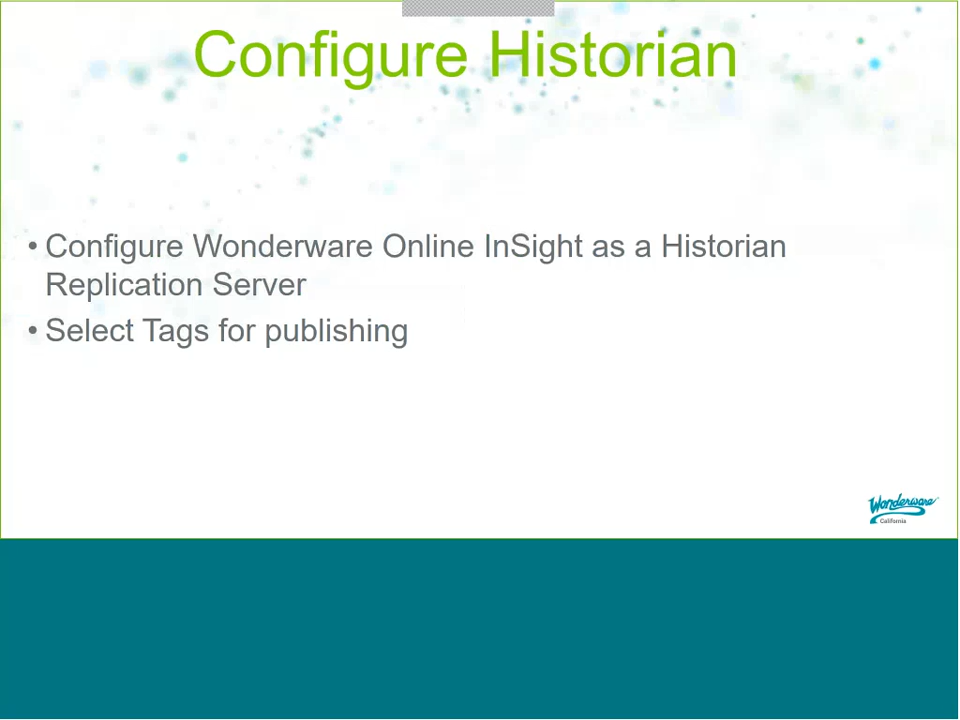 Configure Historian
• Configure Wonderware Online InSight as a Historian
Replication Server
• Select Tags for publishing
Wonderware
California